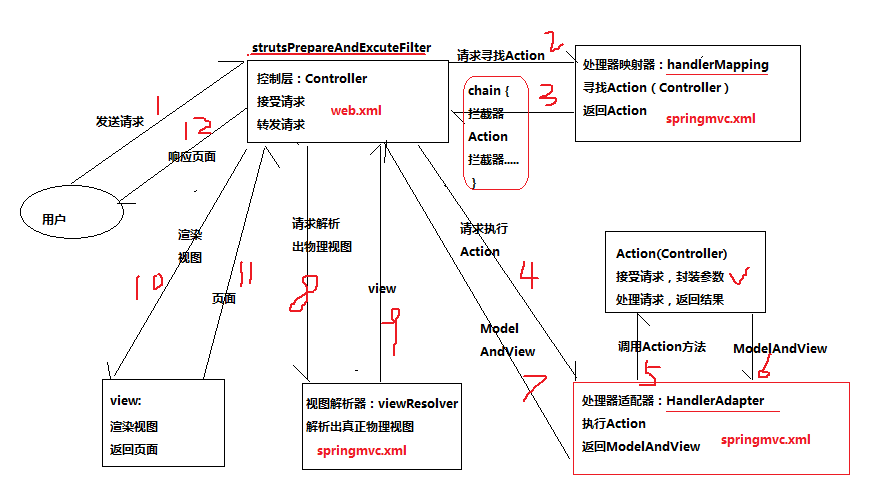 strutsPrepareAndExcuteFilter
控制层：Controller
接受请求
转发请求
web.xml
请求寻找Action
2
处理器映射器：handlerMapping
寻找Action（Controller）
返回Action
springmvc.xml
chain {
拦截器
Action
拦截器.....
}
3
1
发送请求
12
响应页面
用户
渲染
视图
10
11
页面
请求解析
出物理视图
8
view
9
请求执行
Action
4
Model
AndView
7
Action(Controller)
接受请求，封装参数
处理请求，返回结果
调用Action方法
5
ModelAndView
6
view:
渲染视图
返回页面
视图解析器：viewResolver
解析出真正物理视图
springmvc.xml
处理器适配器：HandlerAdapter
执行Action
返回ModelAndView
springmvc.xml